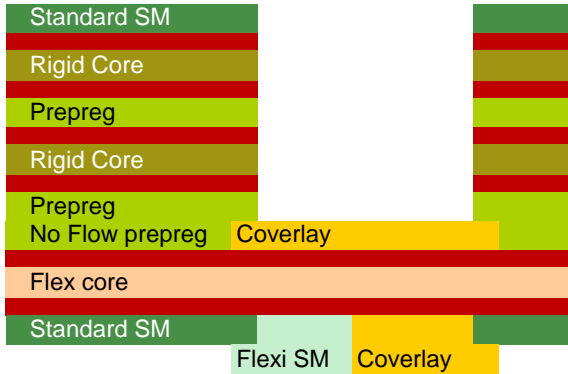 Standard SM
Rigid Core
Prepreg
Rigid Core
Prepreg
No Flow prepreg Coverlay
Flex core
Standard SM
Flexi SM Coverlay